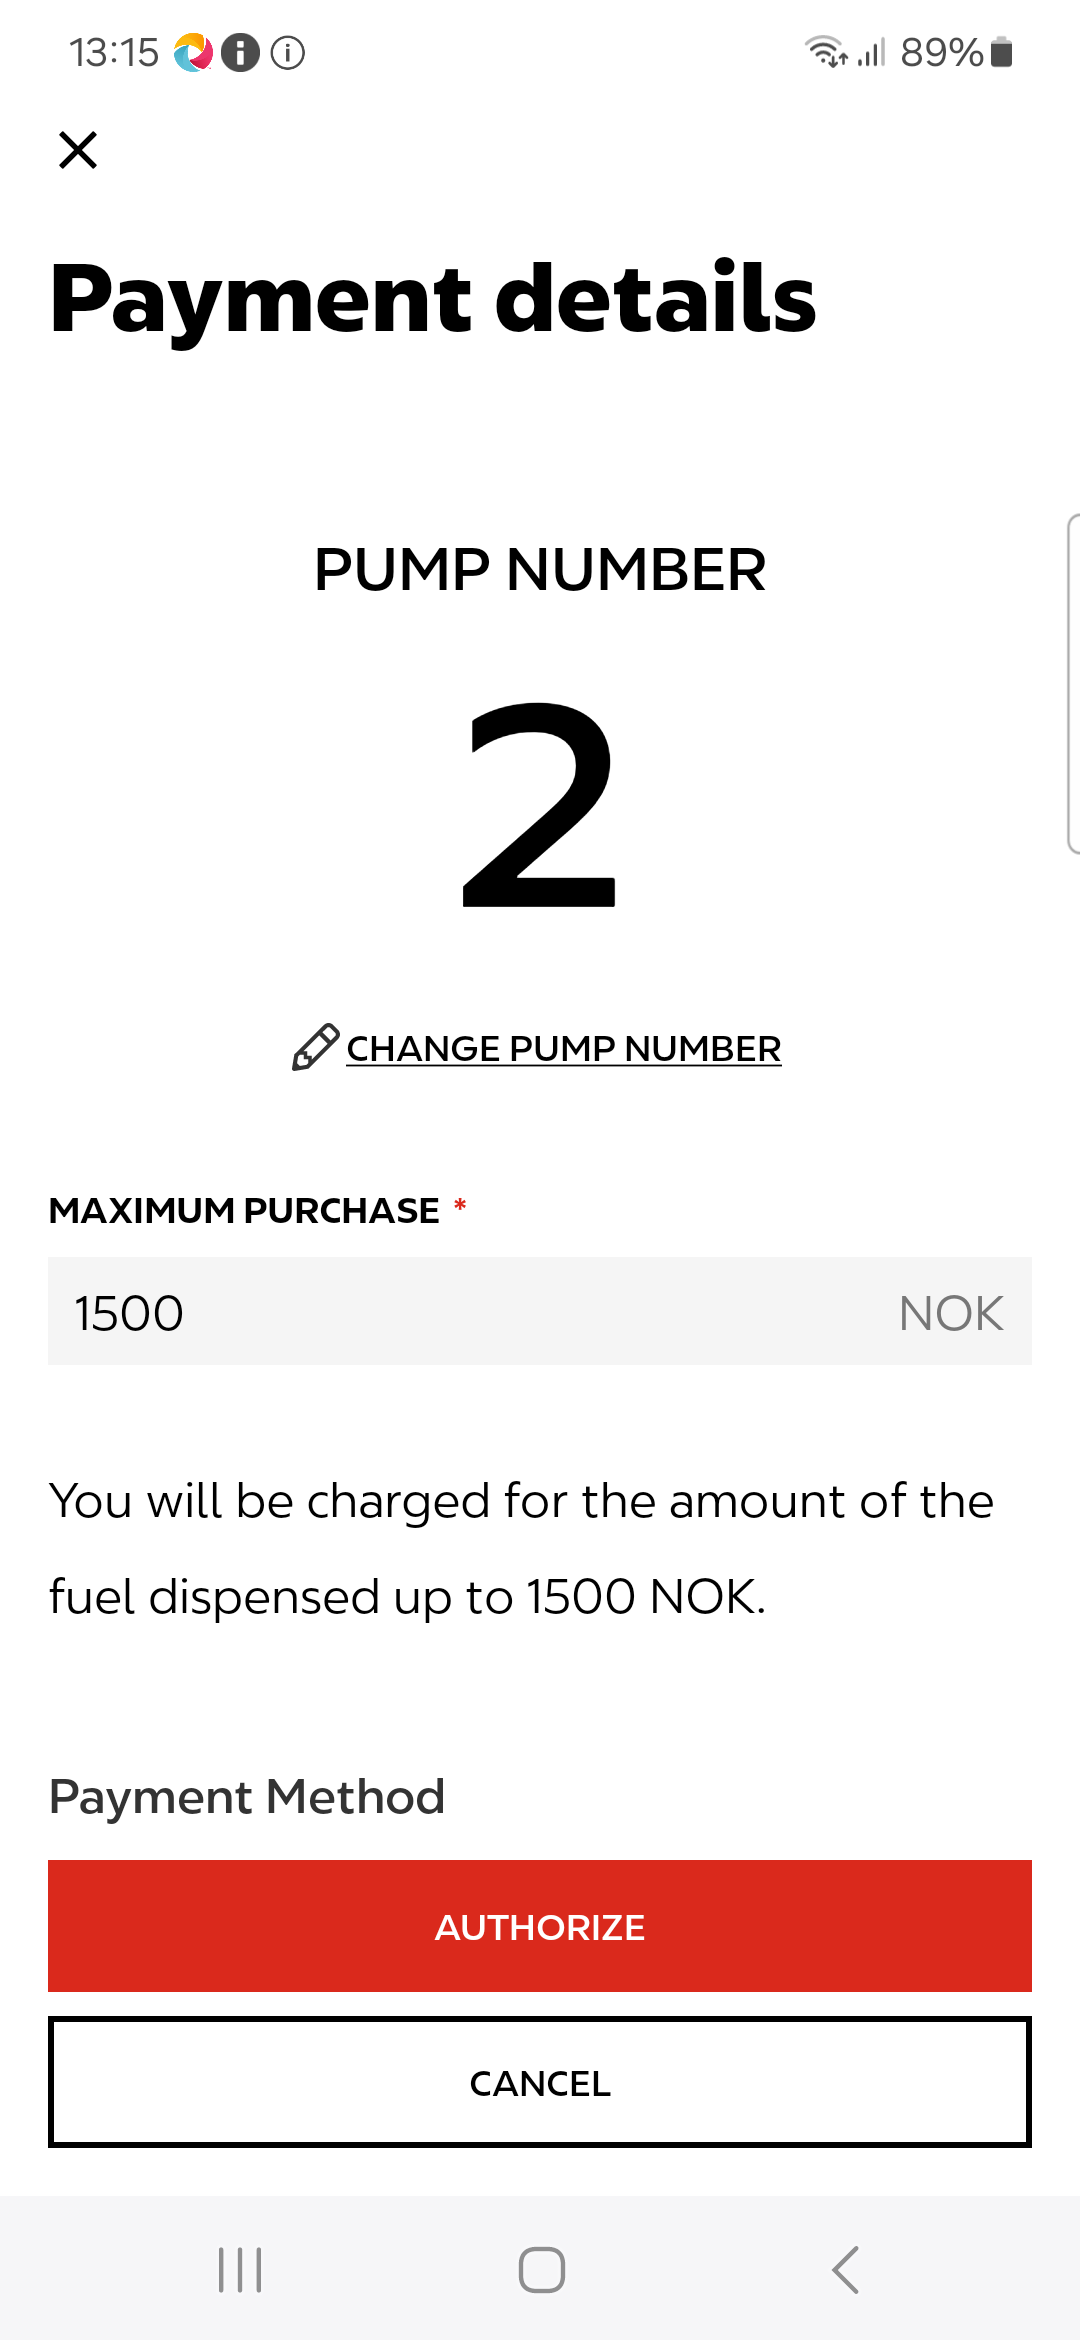 13:15 89%
Payment details
PUMP NUMBER
2
CHANGE PUMP NUMBER
MAXIMUM PURCHASE *
1500 NOK
You will be charged for the amount of the
fuel dispensed up to 1500 NOK.
Payment Method
AUTHORIZE
CANCEL